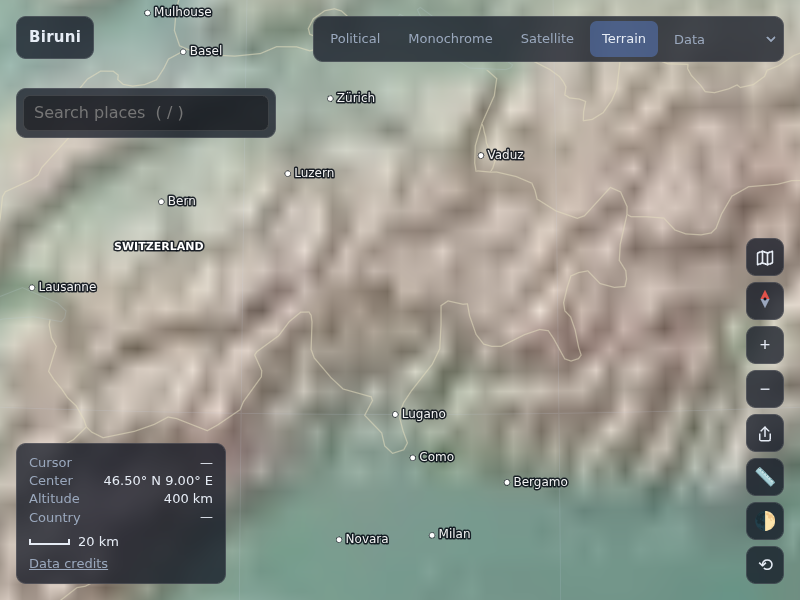 Mulhouse
Biruni
Political Monochrome Satellite Terrain Data
Basel
Search places ( / )
Zürich
Vaduz
Luzern
Bern
SWITZERLAND
Lausanne
+
−
Lugano
Como
Bergamo
Novara
Milan
Cursor —
Center 46.50° N 9.00° E
Altitude 400 km
Country —
20 km
Data credits